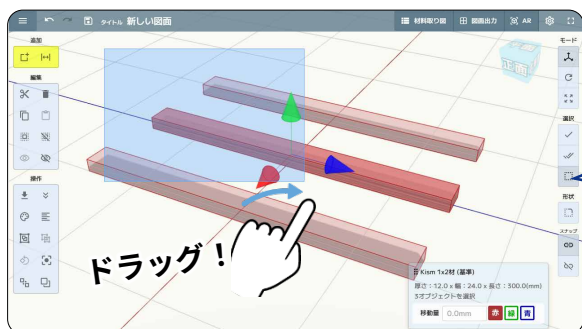 タイトル 新しい図面
材料取り図 図面出力 AR
追加
編集
操作
モード
選択
形状
スナップ
正面
ドラッグ！
Kism 1x2材 (基準)
厚さ：12.0 x 幅：24.0 x 長さ：300.0(mm)
3オブジェクトを選択
移動量 0.0mm 赤 緑 青